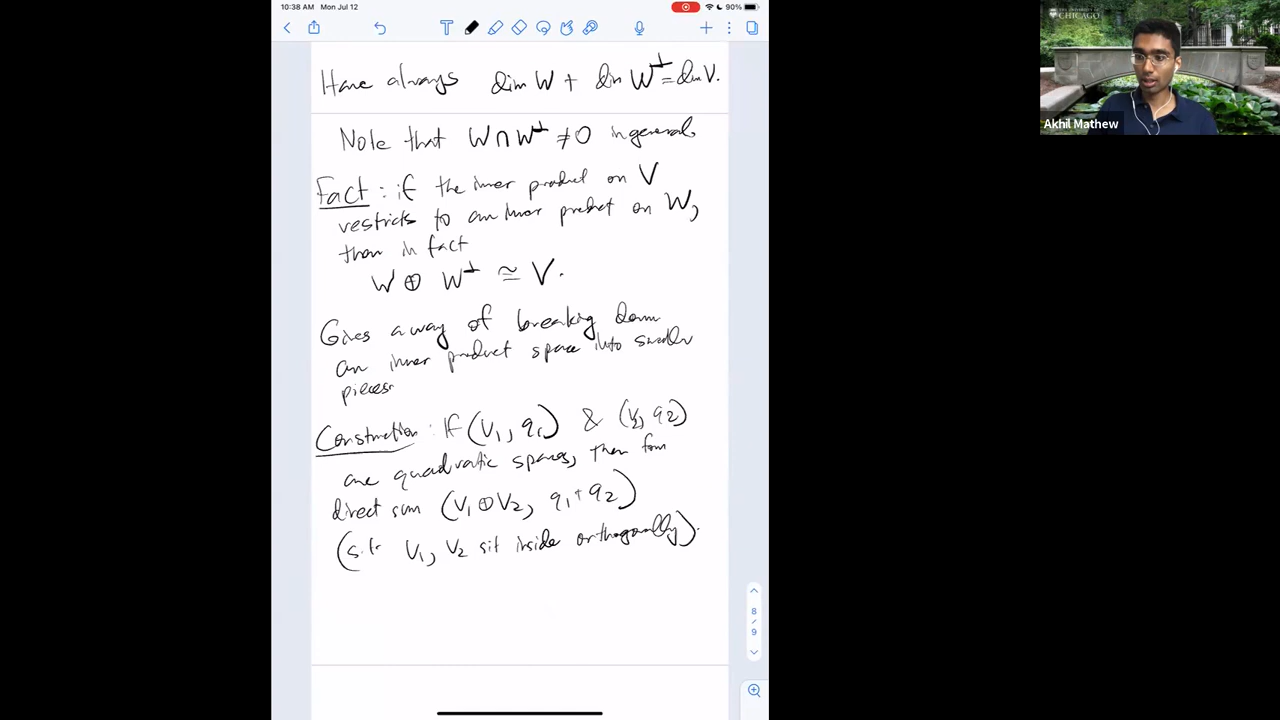 10:38 AM Mon Jul 12
90%
Have always dim W + dim W⊥ = dim V.
Note that W ∩ W⊥ ≠ 0 in general.
Fact: if the inner product on V
restricts to an inner product on W,
then in fact
W ⊕ W⊥ ≃ V.
Gives a way of breaking down
an inner product space into smaller
pieces.
Construction: If (V₁, q₁) & (V₂, q₂)
are quadratic spaces, then form
direct sum (V₁ ⊕ V₂, q₁ + q₂)
(s.t. V₁, V₂ sit inside orthogonally).
8
/
9
THE UNIVERSITY OF
CHICAGO
Akhil Mathew